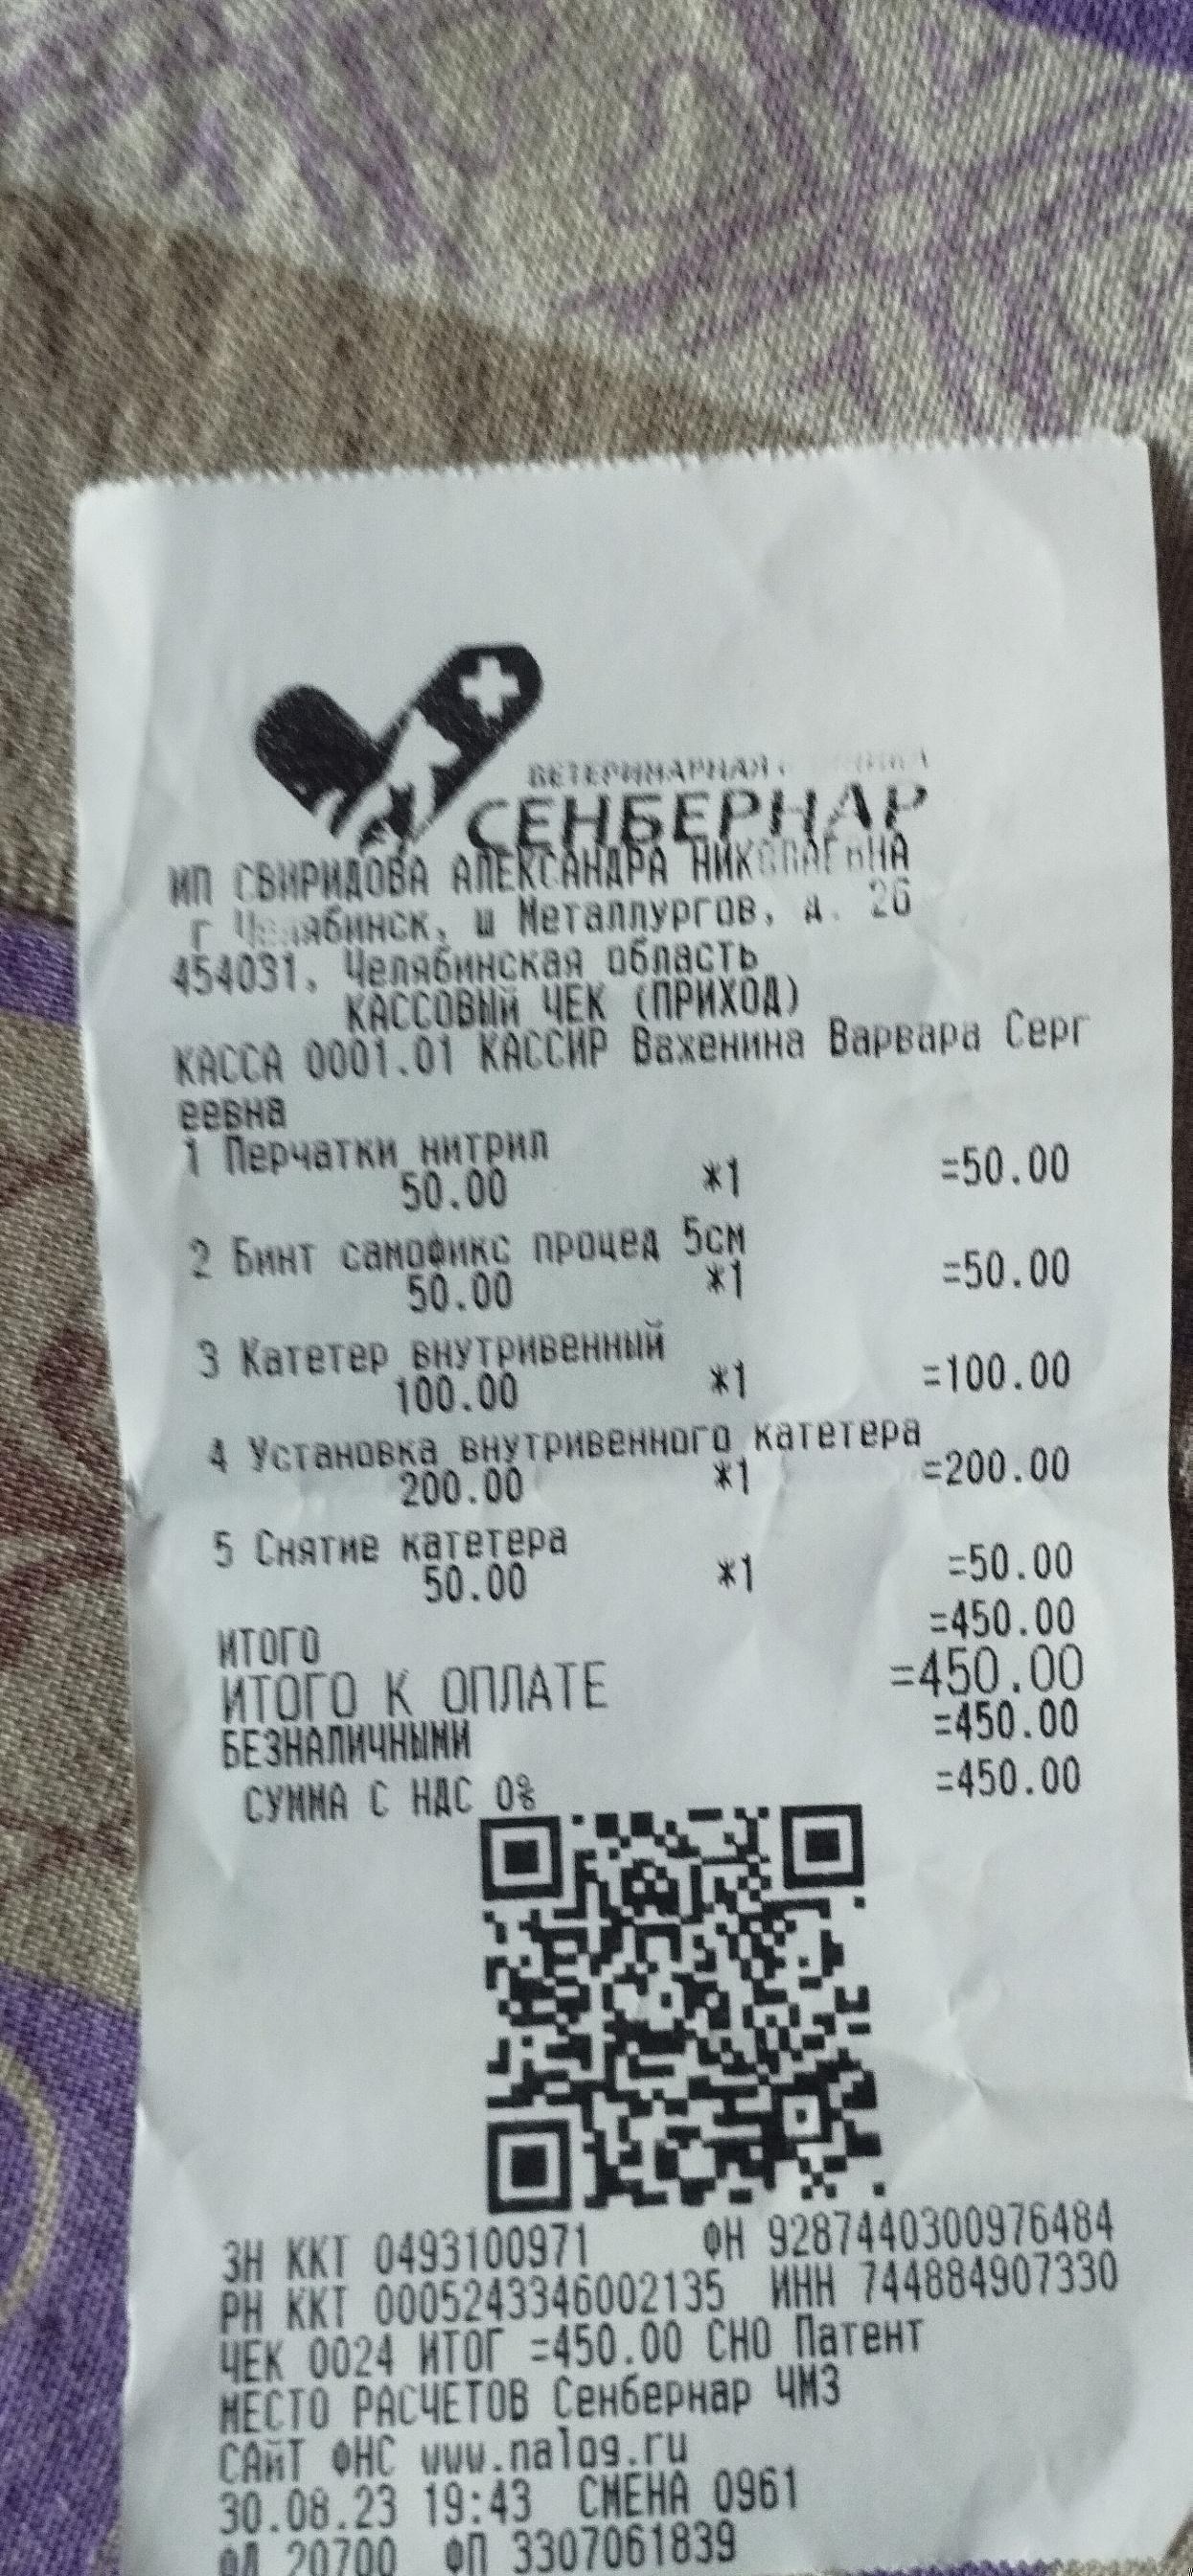 ВЕТЕРИНАРНАЯ
СЕНБЕРНАР
ИП СВИРИДОВА АЛЕКСАНДРА НИКОЛАЕВНА
г Челябинск, ш Металлургов, д. 26
454031, Челябинская область
КАССОВЫЙ ЧЕК (ПРИХОД)
КАССА 0001.01 КАССИР Вахенина Варвара Серг
еевна
1 Перчатки нитрил
50.00 *1 =50.00
2 Бинт самофикс процед 5см
50.00 *1 =50.00
3 Катетер внутривенный
100.00 *1 =100.00
4 Установка внутривенного катетера
200.00 *1 =200.00
5 Снятие катетера
50.00 *1 =50.00
ИТОГО =450.00
ИТОГО К ОПЛАТЕ =450.00
БЕЗНАЛИЧНЫМИ =450.00
СУММА С НДС 0% =450.00
ЗН ККТ 0493100971 ФН 9287440300976484
РН ККТ 0005243346002135 ИНН 744884907330
ЧЕК 0024 ИТОГ =450.00 СНО Патент
МЕСТО РАСЧЕТОВ Сенбернар ЧМЗ
САЙТ ФНС www.nalog.ru
30.08.23 19:43 СМЕНА 0961
ФД 20700 ФП 3307061839